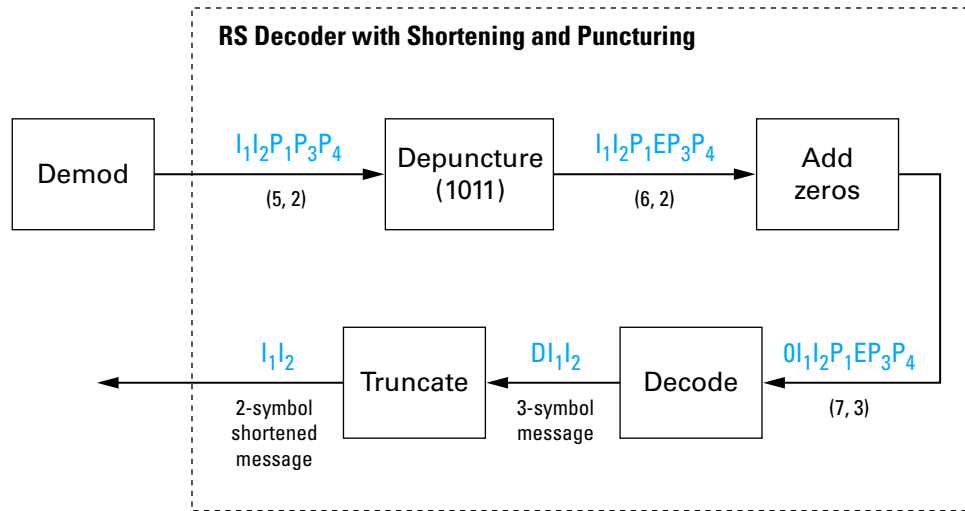 RS Decoder with Shortening and Puncturing
Demod
I₁I₂P₁P₃P₄
(5, 2)
Depuncture
(1011)
I₁I₂P₁EP₃P₄
(6, 2)
Add
zeros
0I₁I₂P₁EP₃P₄
(7, 3)
Decode
DI₁I₂
3-symbol
message
Truncate
I₁I₂
2-symbol
shortened
message